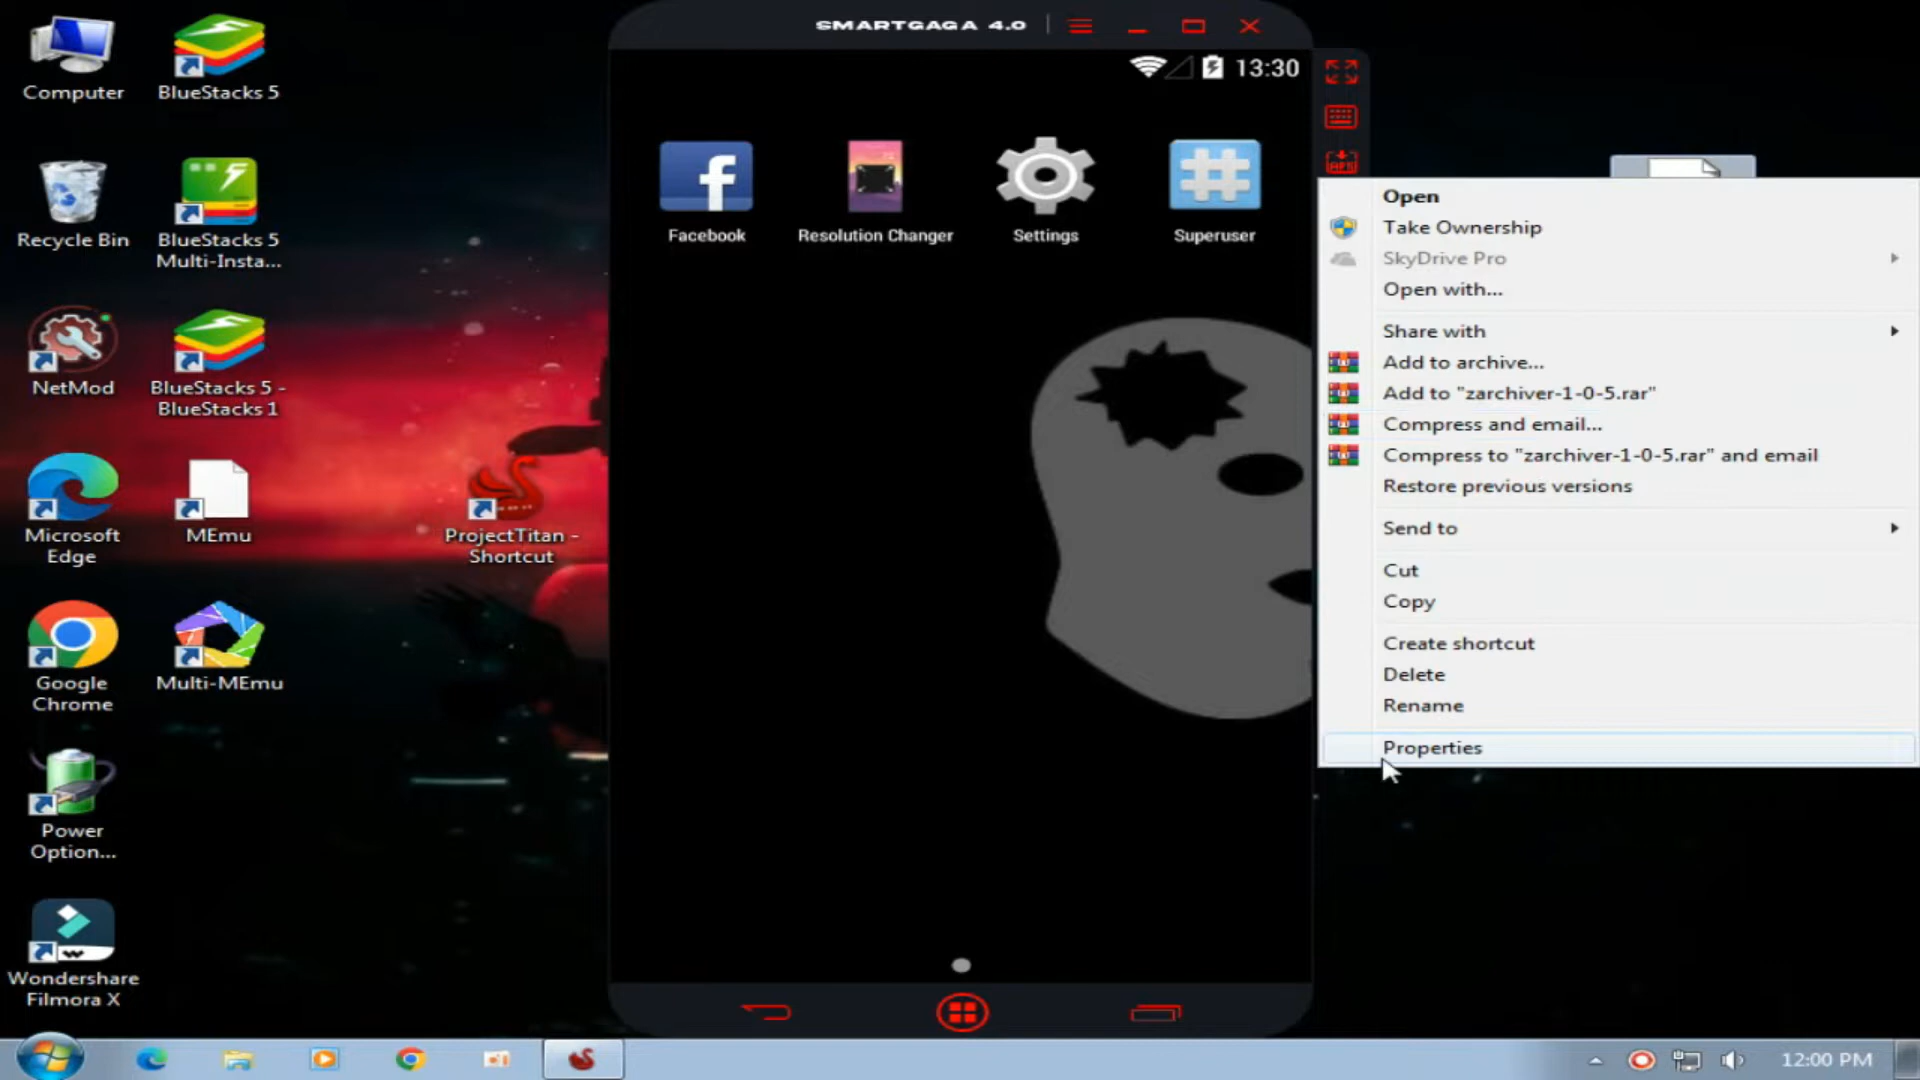 SMARTGAGA 4.0
13:30
Computer
BlueStacks 5
Recycle Bin
BlueStacks 5
Multi-Insta...
NetMod
BlueStacks 5 -
BlueStacks 1
Microsoft
Edge
MEmu
ProjectTitan -
Shortcut
Google
Chrome
Multi-MEmu
Power
Option...
Wondershare
Filmora X
Facebook
Resolution Changer
Settings
Superuser
APK
Open
Take Ownership
SkyDrive Pro
Open with...
Share with
Add to archive...
Add to "zarchiver-1-0-5.rar"
Compress and email...
Compress to "zarchiver-1-0-5.rar" and email
Restore previous versions
Send to
Cut
Copy
Create shortcut
Delete
Rename
Properties
12:00 PM